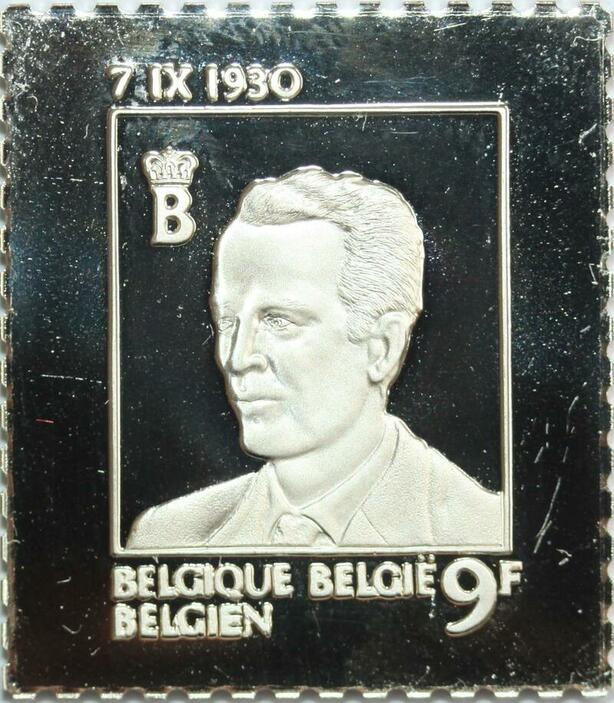 7 IX 1930
B
BELGIQUE BELGIË 9F
BELGIEN